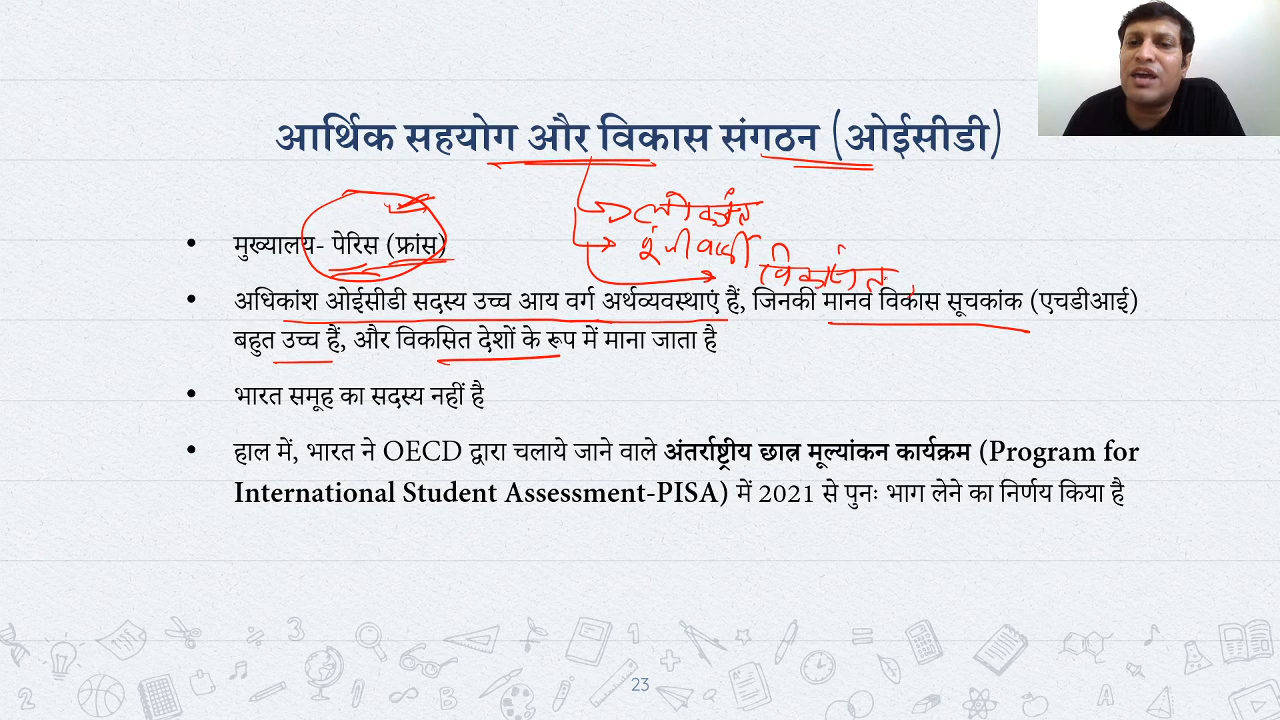 आर्थिक सहयोग और विकास संगठन (ओईसीडी)
लोकतंत्र
पूंजीवादी
विकसित
• मुख्यालय- पेरिस (फ्रांस)
• अधिकांश ओईसीडी सदस्य उच्च आय वर्ग अर्थव्यवस्थाएं हैं, जिनकी मानव विकास सूचकांक (एचडीआई)
बहुत उच्च हैं, और विकसित देशों के रूप में माना जाता है
• भारत समूह का सदस्य नहीं है
• हाल में, भारत ने OECD द्वारा चलाये जाने वाले अंतर्राष्ट्रीय छात्र मूल्यांकन कार्यक्रम (Program for
International Student Assessment-PISA) में 2021 से पुनः भाग लेने का निर्णय किया है
23